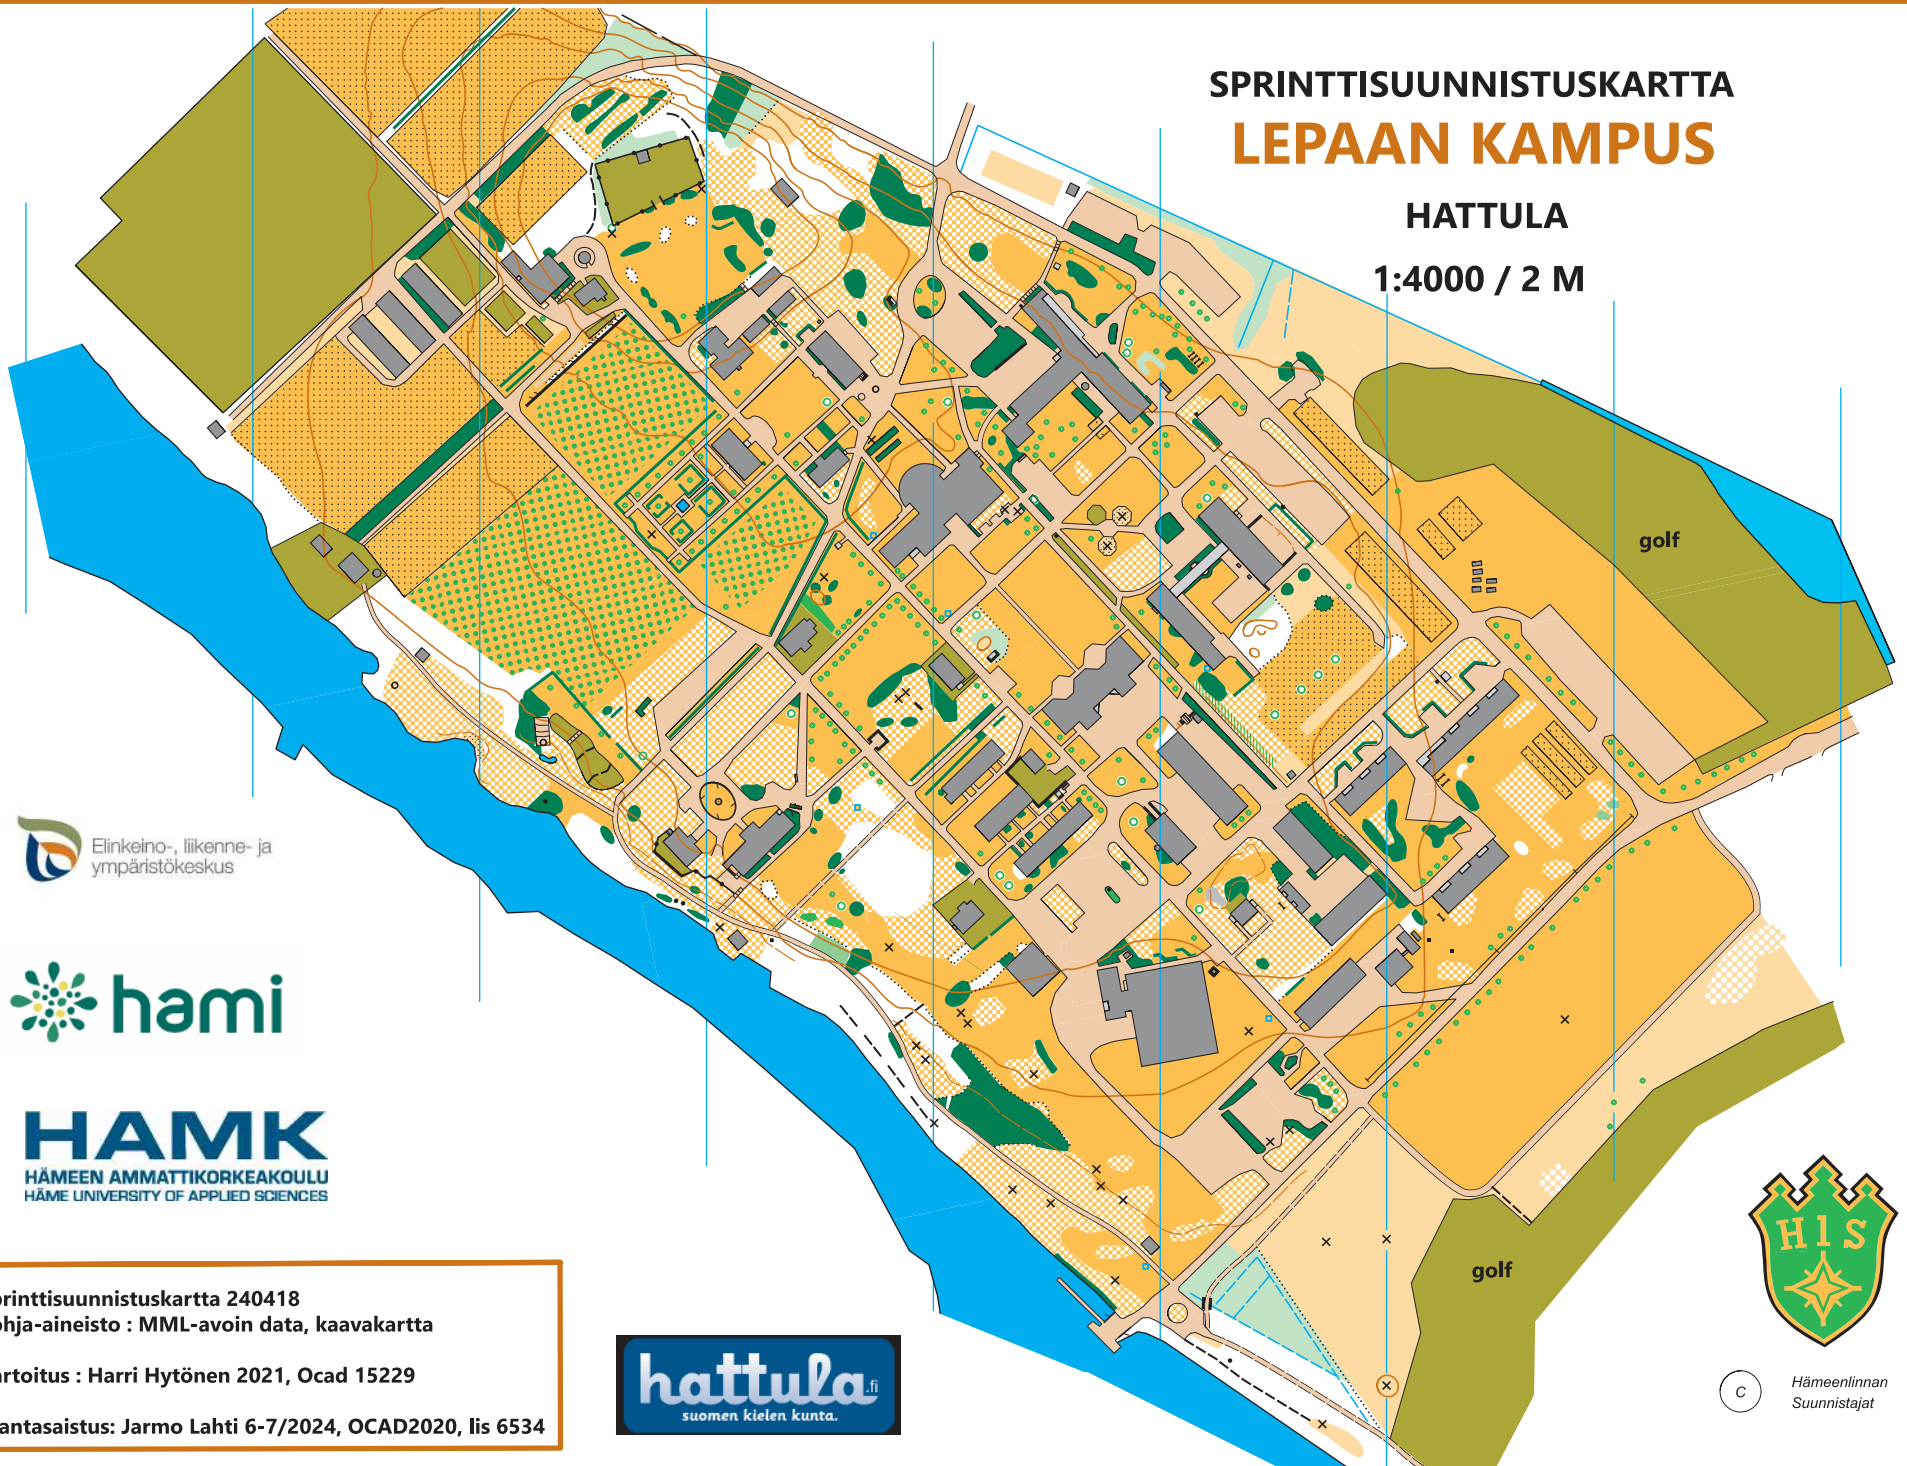 SPRINTTISUUNNISTUSKARTTA
LEPAAN KAMPUS
HATTULA
1:4000 / 2 M
golf
golf
Elinkeino-, liikenne- ja
ympäristökeskus
hami
HAMK
HÄMEEN AMMATTIKORKEAKOULU
HÄME UNIVERSITY OF APPLIED SCIENCES
printtisuunnistuskartta 240418
ohja-aineisto : MML-avoin data, kaavakartta
artoitus : Harri Hytönen 2021, Ocad 15229
antasaistus: Jarmo Lahti 6-7/2024, OCAD2020, lis 6534
hattula.fi
suomen kielen kunta.
H1S
C
Hämeenlinnan
Suunnistajat